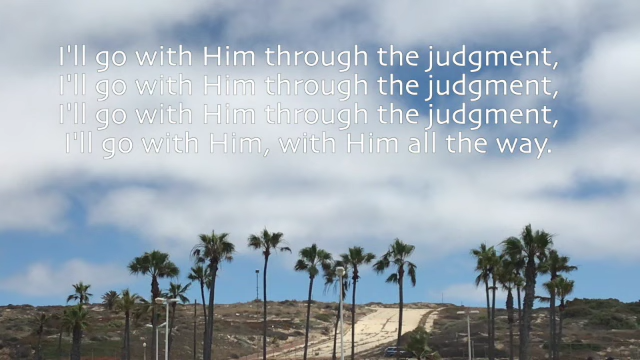 I'll go with Him through the judgment,
I'll go with Him through the judgment,
I'll go with Him through the judgment,
I'll go with Him, with Him all the way.